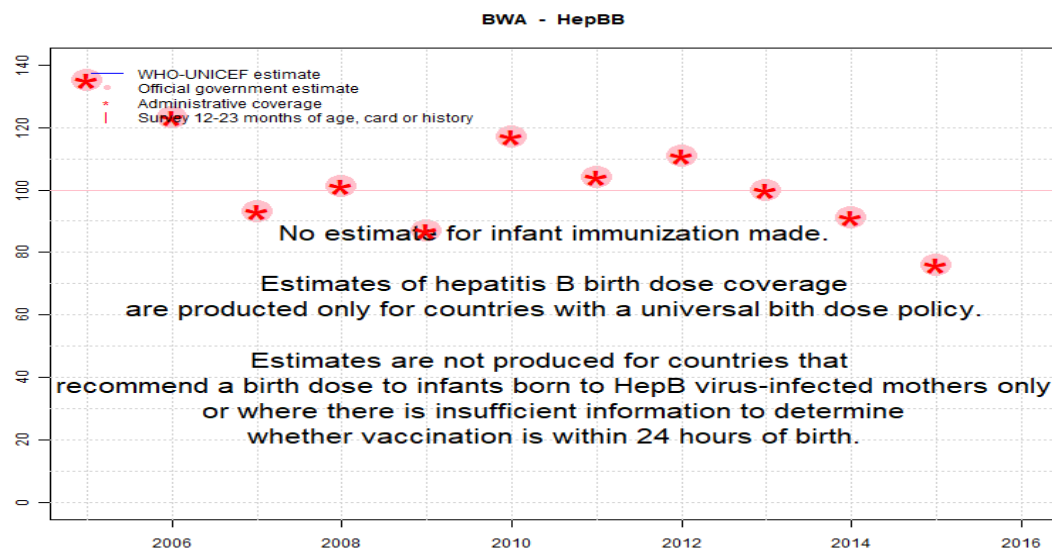 BWA - HepBB
140
120
100
80
60
40
20
0
WHO-UNICEF estimate
Official government estimate
Administrative coverage
Survey 12-23 months of age, card or history
No estimate for infant immunization made.
Estimates of hepatitis B birth dose coverage
are producted only for countries with a universal bith dose policy.
Estimates are not produced for countries that
recommend a birth dose to infants born to HepB virus-infected mothers only
or where there is insufficient information to determine
whether vaccination is within 24 hours of birth.
2006 2008 2010 2012 2014 2016